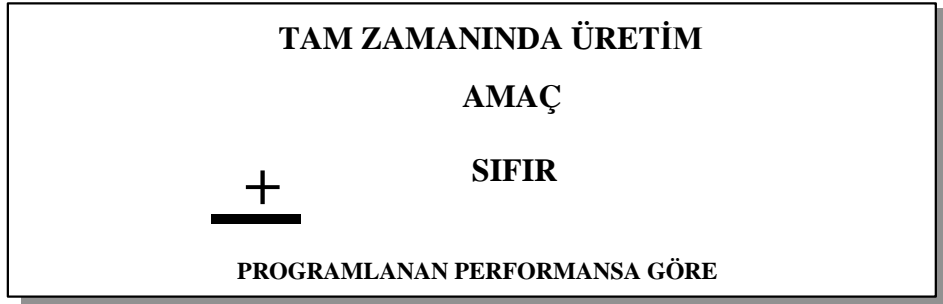 TAM ZAMANINDA ÜRETİM
AMAÇ
+ SIFIR
PROGRAMLANAN PERFORMANSA GÖRE